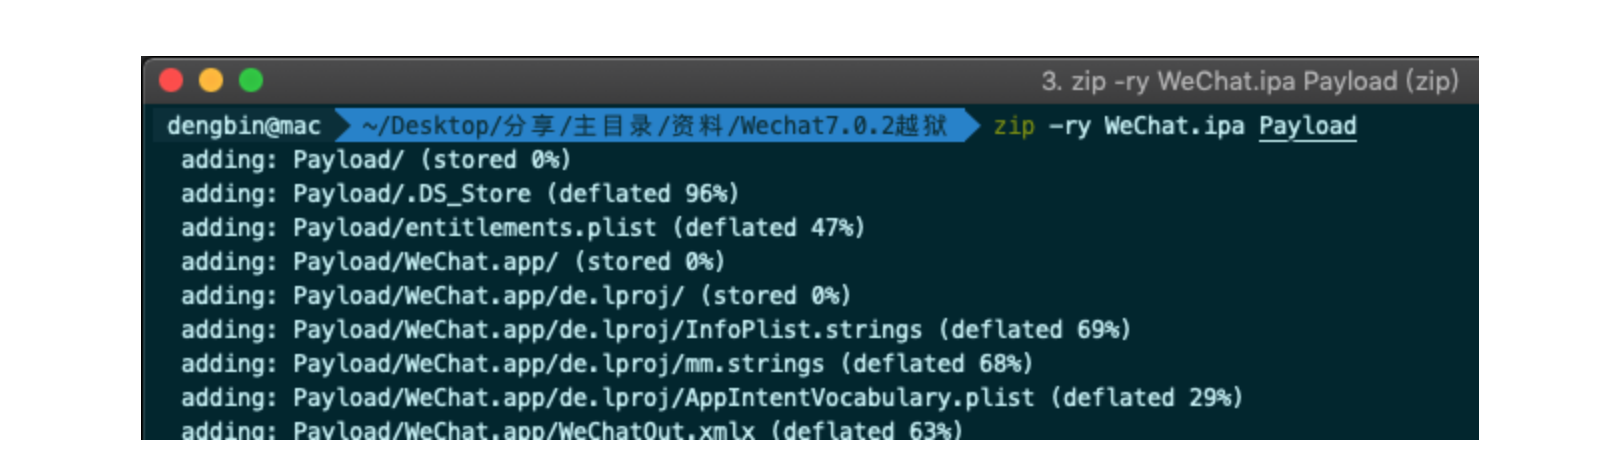 3. zip -ry WeChat.ipa Payload (zip)
dengbin@mac ~/Desktop/分享/主目录/资料/Wechat7.0.2越狱 zip -ry WeChat.ipa Payload
adding: Payload/ (stored 0%)
adding: Payload/.DS_Store (deflated 96%)
adding: Payload/entitlements.plist (deflated 47%)
adding: Payload/WeChat.app/ (stored 0%)
adding: Payload/WeChat.app/de.lproj/ (stored 0%)
adding: Payload/WeChat.app/de.lproj/InfoPlist.strings (deflated 69%)
adding: Payload/WeChat.app/de.lproj/mm.strings (deflated 68%)
adding: Payload/WeChat.app/de.lproj/AppIntentVocabulary.plist (deflated 29%)
adding: Payload/WeChat.app/WeChatOut.xmlx (deflated 63%)